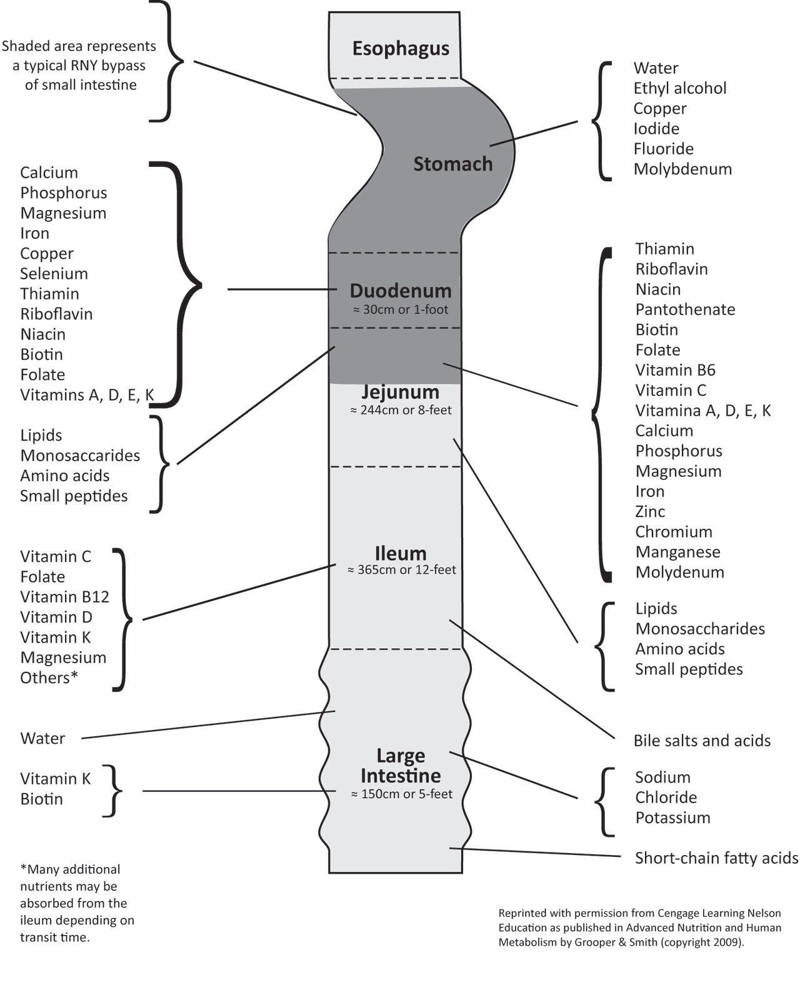 Shaded area represents
a typical RNY bypass
of small intestine
Calcium
Phosphorus
Magnesium
Iron
Copper
Selenium
Thiamin
Riboflavin
Niacin
Biotin
Folate
Vitamins A, D, E, K
Lipids
Monosaccarides
Amino acids
Small peptides
Vitamin C
Folate
Vitamin B12
Vitamin D
Vitamin K
Magnesium
Others*
Water
Vitamin K
Biotin
*Many additional
nutrients may be
absorbed from the
ileum depending on
transit time.
Esophagus
Stomach
Duodenum
≈ 30cm or 1-foot
Jejunum
≈ 244cm or 8-feet
Ileum
≈ 365cm or 12-feet
Large
Intestine
≈ 150cm or 5-feet
Water
Ethyl alcohol
Copper
Iodide
Fluoride
Molybdenum
Thiamin
Riboflavin
Niacin
Pantothenate
Biotin
Folate
Vitamin B6
Vitamin C
Vitamina A, D, E, K
Calcium
Phosphorus
Magnesium
Iron
Zinc
Chromium
Manganese
Molydenum
Lipids
Monosaccharides
Amino acids
Small peptides
Bile salts and acids
Sodium
Chloride
Potassium
Short-chain fatty acids
Reprinted with permission from Cengage Learning Nelson
Education as published in Advanced Nutrition and Human
Metabolism by Grooper & Smith (copyright 2009).